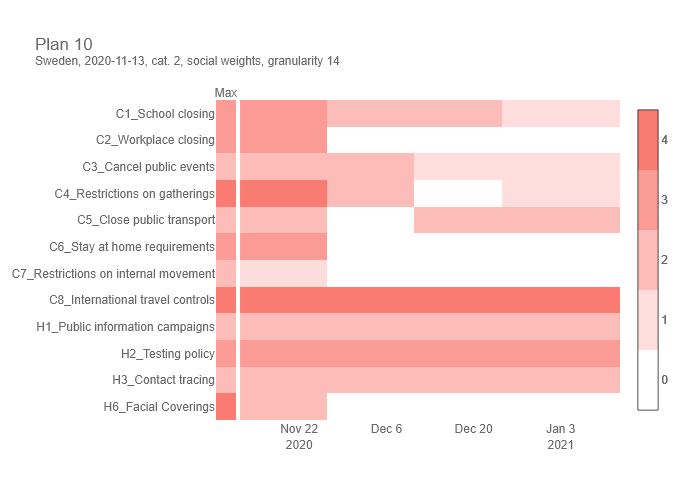 Plan 10
Sweden, 2020-11-13, cat. 2, social weights, granularity 14
Max
C1_School closing
C2_Workplace closing
C3_Cancel public events
C4_Restrictions on gatherings
C5_Close public transport
C6_Stay at home requirements
C7_Restrictions on internal movement
C8_International travel controls
H1_Public information campaigns
H2_Testing policy
H3_Contact tracing
H6_Facial Coverings
4
3
2
1
0
Nov 22 Dec 6 Dec 20 Jan 3
2020 2021